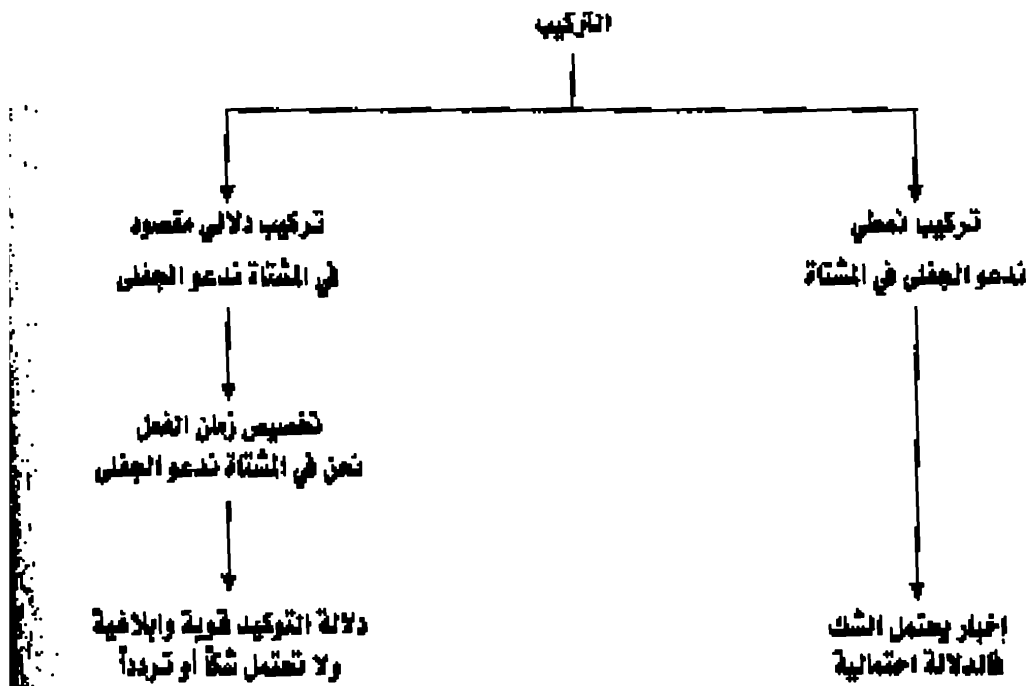 التركيب
تركيب نمطي
ندعو الجفلى في المشتاة
تركيب دلالي مقصود
في المشتاة ندعو الجفلى
تخصيص زمن الفعل
نحن في المشتاة ندعو الجفلى
إخبار يحتمل الشك
فالدلالة احتمالية
دلالة التوكيد قوية وإبلاغية
ولا تحتمل شكاً أو تردداً